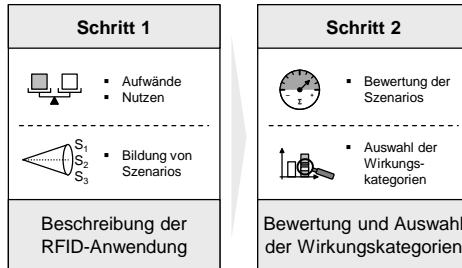 Schritt 1
▪ Aufwände
▪ Nutzen
S1
S2
S3
▪ Bildung von
Szenarios
Beschreibung der
RFID-Anwendung
Schritt 2
– +
Σ
▪ Bewertung der
Szenarios
▪ Auswahl der
Wirkungs-
kategorien
Bewertung und Auswahl
der Wirkungskategorien